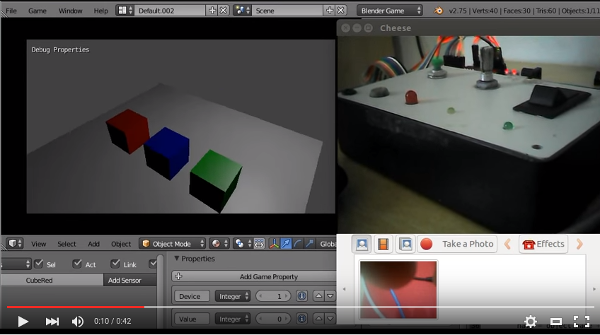 File Game Window Help Default.002 Scene Blender Game v2.75 | Verts:40 | Faces:30 | Tris:60 | Objects:1/11
Cheese
Debug Properties
View Select Add Object Object Mode Global
Take a Photo Effects
Sel Act Link
Properties
CubeRed Add Sensor
Add Game Property
Device Integer 1
Value Integer 0
0:10 / 0:42